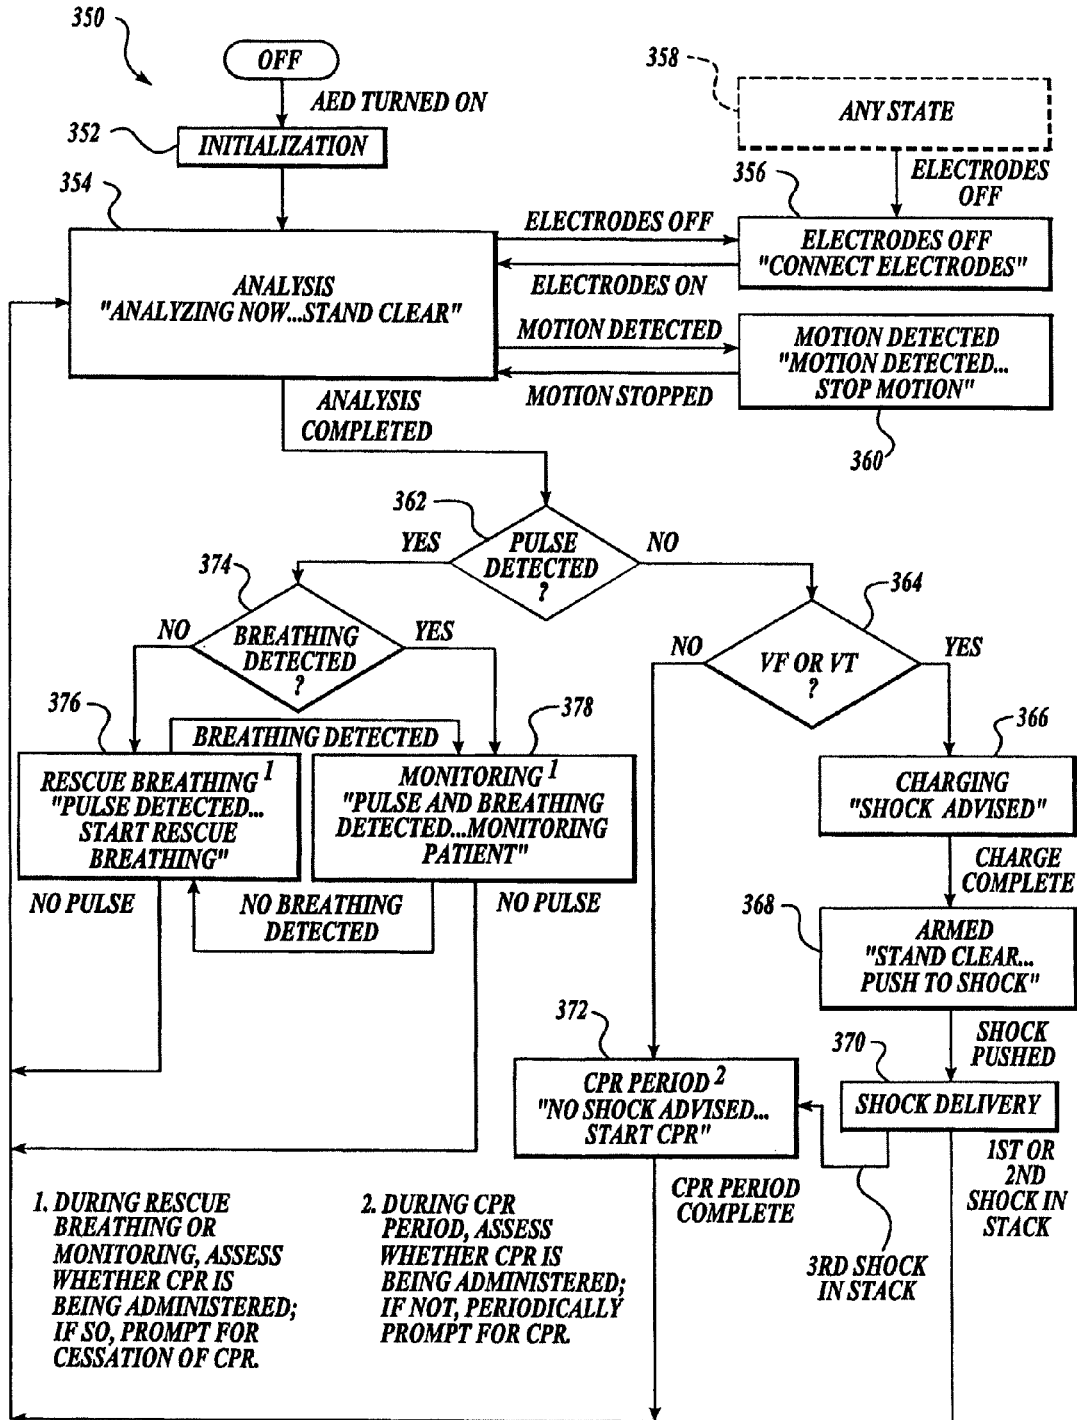 350
OFF
AED TURNED ON
352
INITIALIZATION
354
ANALYSIS
"ANALYZING NOW...STAND CLEAR"
358
ANY STATE
ELECTRODES
OFF
356
ELECTRODES OFF
ELECTRODES OFF
"CONNECT ELECTRODES"
ELECTRODES ON
MOTION DETECTED
MOTION DETECTED
"MOTION DETECTED...
STOP MOTION"
MOTION STOPPED
360
ANALYSIS
COMPLETED
362
YES
PULSE
DETECTED
?
NO
374
NO
BREATHING
DETECTED
?
YES
364
NO
VF OR VT
?
YES
376
BREATHING DETECTED
378
RESCUE BREATHING 1
"PULSE DETECTED...
START RESCUE
BREATHING"
MONITORING 1
"PULSE AND BREATHING
DETECTED...MONITORING
PATIENT"
NO PULSE
NO BREATHING
DETECTED
NO PULSE
366
CHARGING
"SHOCK ADVISED"
CHARGE
COMPLETE
368
ARMED
"STAND CLEAR...
PUSH TO SHOCK"
SHOCK
PUSHED
372
CPR PERIOD 2
"NO SHOCK ADVISED...
START CPR"
370
SHOCK DELIVERY
1ST OR
2ND
SHOCK IN
STACK
CPR PERIOD
COMPLETE
3RD SHOCK
IN STACK
1. DURING RESCUE
BREATHING OR
MONITORING, ASSESS
WHETHER CPR IS
BEING ADMINISTERED;
IF SO, PROMPT FOR
CESSATION OF CPR.
2. DURING CPR
PERIOD, ASSESS
WHETHER CPR IS
BEING ADMINISTERED;
IF NOT, PERIODICALLY
PROMPT FOR CPR.